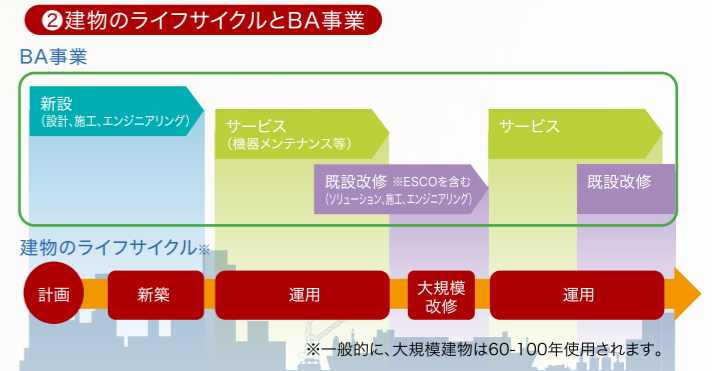 ❷建物のライフサイクルとBA事業
BA事業
新設
（設計、施工、エンジニアリング）
サービス
（機器メンテナンス等）
既設改修 ※ESCOを含む
（ソリューション、施工、エンジニアリング）
サービス
既設改修
建物のライフサイクル※
計画
新築
運用
大規模
改修
運用
※一般的に、大規模建物は60-100年使用されます。